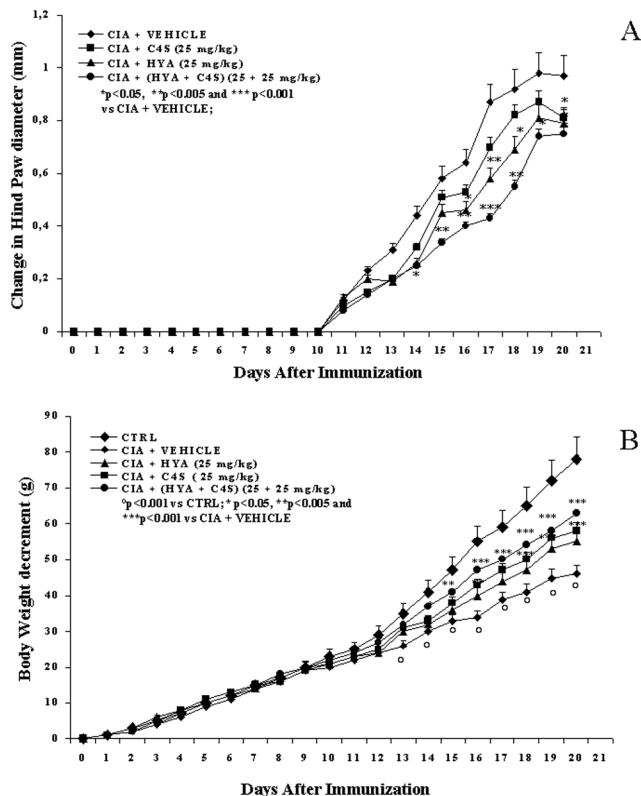 A
CIA + VEHICLE
CIA + C4S (25 mg/kg)
CIA + HYA (25 mg/kg)
CIA + (HYA + C4S) (25 + 25 mg/kg)
*p<0.05, **p<0.005 and ***p<0.001
vs CIA + VEHICLE;
Change in Hind Paw diameter (mm)
1,2
1
0,8
0,6
0,4
0,2
0
* * *
** *
* ** *** **
** *
0 1 2 3 4 5 6 7 8 9 10 11 12 13 14 15 16 17 18 19 20 21
Days After Immunization
B
CTRL
CIA + VEHICLE
CIA + HYA (25 mg/kg)
CIA + C4S ( 25 mg/kg)
CIA + (HYA + C4S) (25 + 25 mg/kg)
°p<0.001 vs CTRL; * p<0.05, **p<0.005 and
***p<0.001 vs CIA + VEHICLE
Body Weight decrement (g)
90
80
70
60
50
40
30
20
10
0
** *** *** *** *** ***
*** ***
° ° ° ° ° ° ° °
0 1 2 3 4 5 6 7 8 9 10 11 12 13 14 15 16 17 18 19 20 21
Days After Immunization